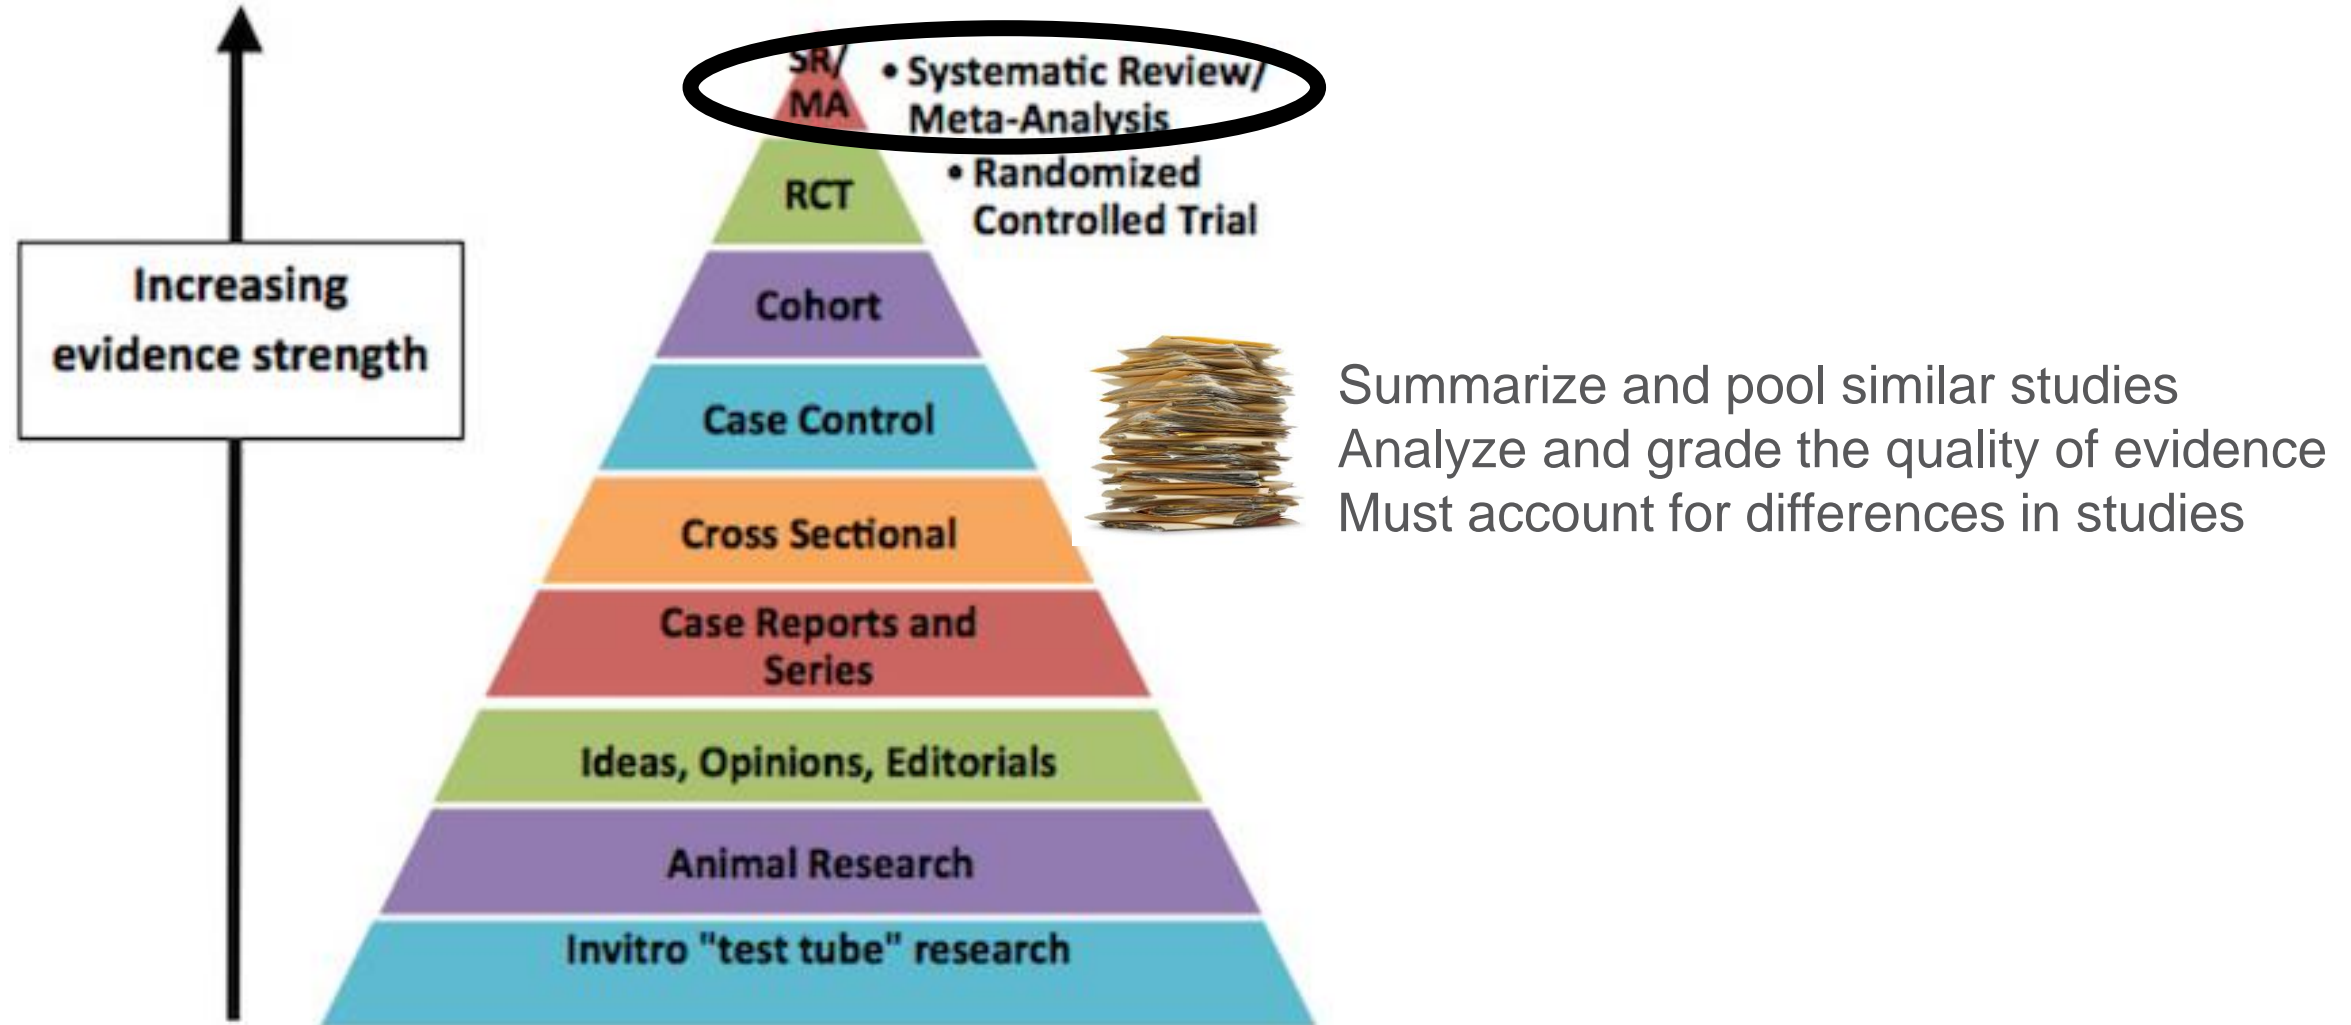 Increasing
evidence strength
SR/
MA
• Systematic Review/
Meta-Analysis
RCT
• Randomized
Controlled Trial
Cohort
Case Control
Cross Sectional
Case Reports and
Series
Ideas, Opinions, Editorials
Animal Research
Invitro "test tube" research
Summarize and pool similar studies
Analyze and grade the quality of evidence
Must account for differences in studies